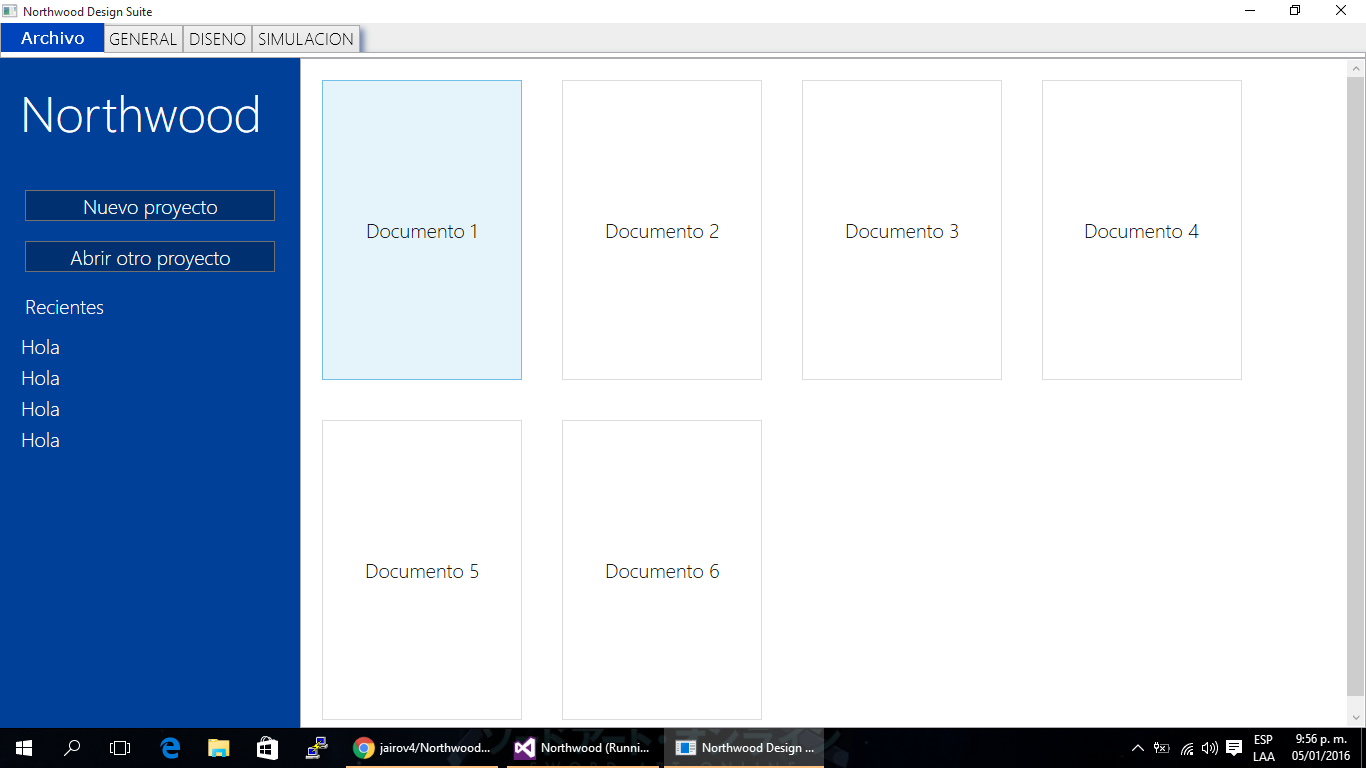 Northwood Design Suite
Archivo GENERAL DISENO SIMULACION
Northwood
Nuevo proyecto
Abrir otro proyecto
Recientes
Hola
Hola
Hola
Hola
Documento 1 Documento 2 Documento 3 Documento 4
Documento 5 Documento 6
jairov4/Northwood... Northwood (Runni... Northwood Design ...
ESP
LAA
9:56 p. m.
05/01/2016